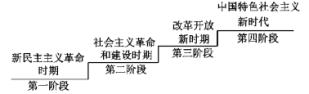 新民主主义革命
时期
第一阶段
社会主义革命
和建设时期
第二阶段
改革开放
新时期
第三阶段
中国特色社会主义
新时代
第四阶段